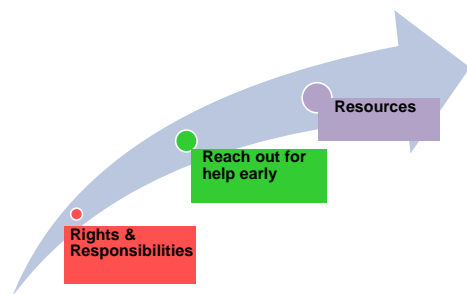 Rights &
Responsibilities
Reach out for
help early
Resources